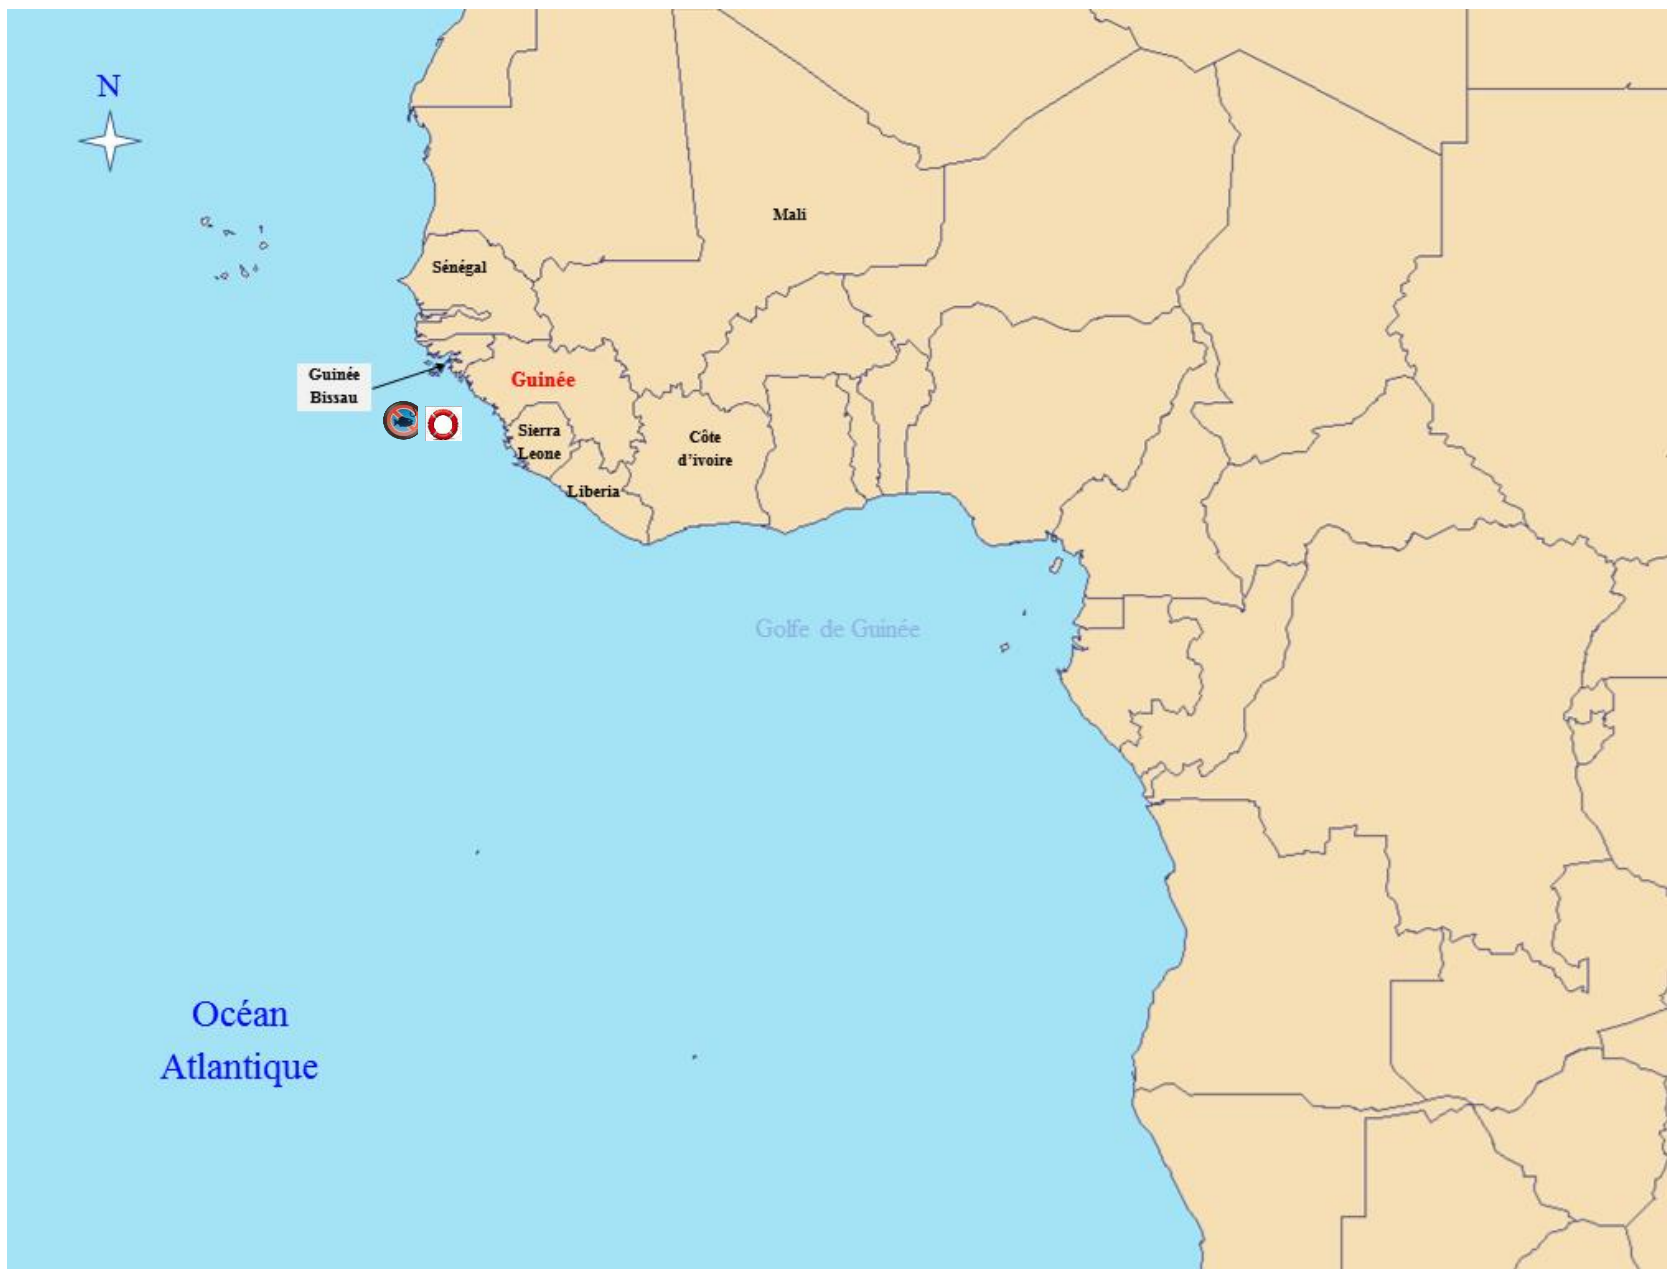 N
Mali
Sénégal
Guinée
Bissau
Guinée
Sierra
Leone
Côte
d'ivoire
Liberia
Golfe de Guinée
Océan
Atlantique